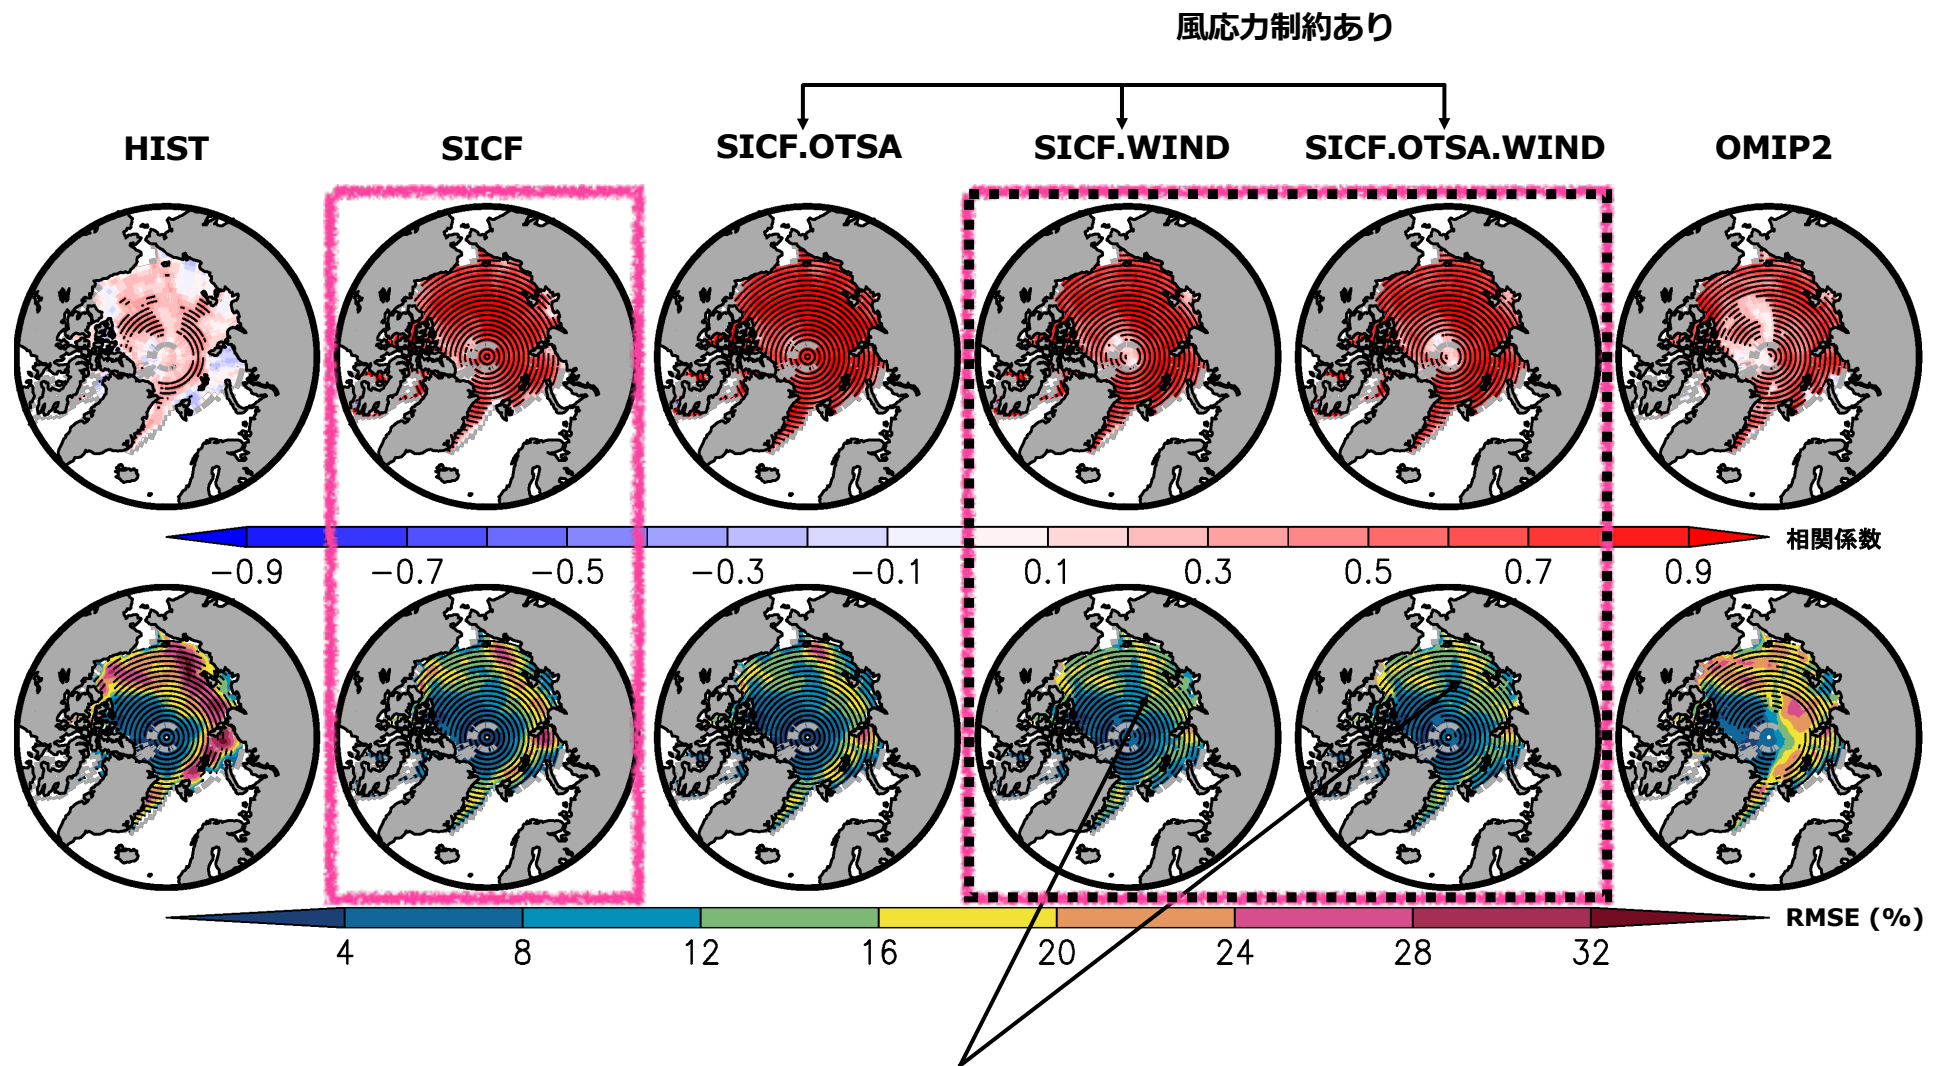 風応力制約あり
HIST SICF SICF.OTSA SICF.WIND SICF.OTSA.WIND OMIP2
−0.9 −0.7 −0.5 −0.3 −0.1 0.1 0.3 0.5 0.7 0.9 相関係数
4 8 12 16 20 24 28 32 RMSE (%)